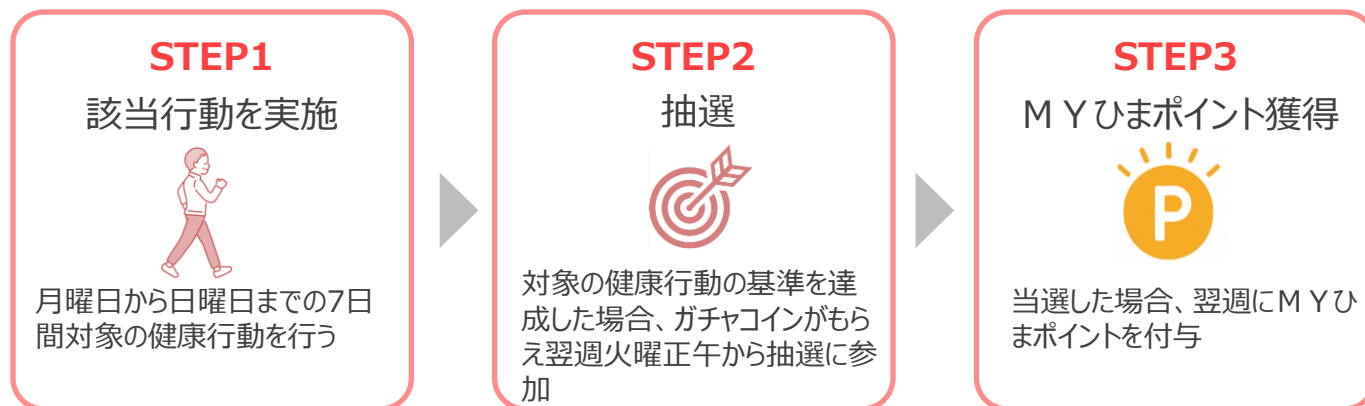 STEP1
該当行動を実施
月曜日から日曜日までの7日
間対象の健康行動を行う
STEP2
抽選
対象の健康行動の基準を達
成した場合、ガチャコインがもら
え翌週火曜正午から抽選に参
加
STEP3
ＭＹひまポイント獲得
P
当選した場合、翌週にＭＹひ
まポイントを付与